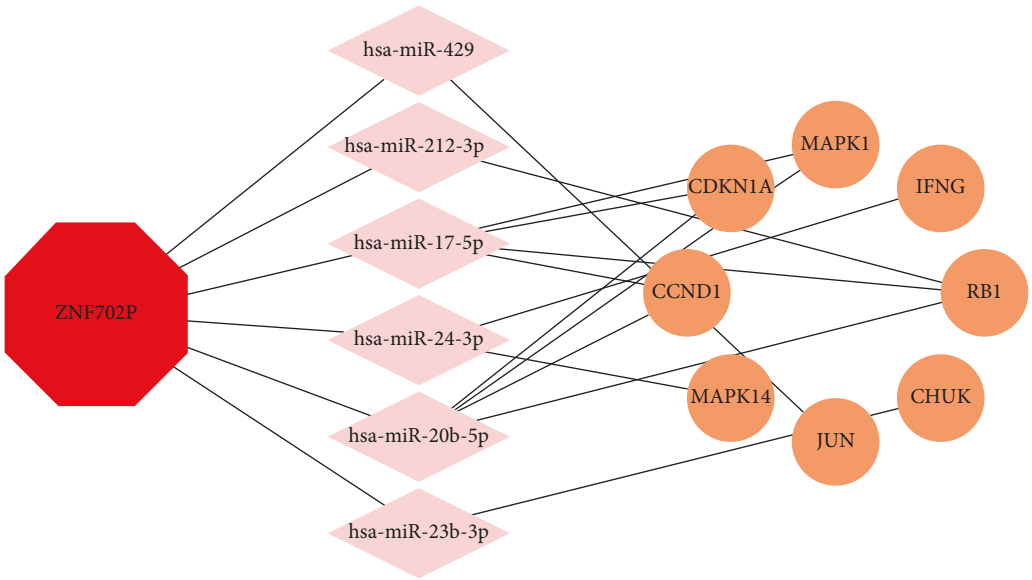 ZNF702P
hsa-miR-429
hsa-miR-212-3p
hsa-miR-17-5p
hsa-miR-24-3p
hsa-miR-20b-5p
hsa-miR-23b-3p
MAPK1
CDKN1A
IFNG
CCND1
RB1
MAPK14
CHUK
JUN